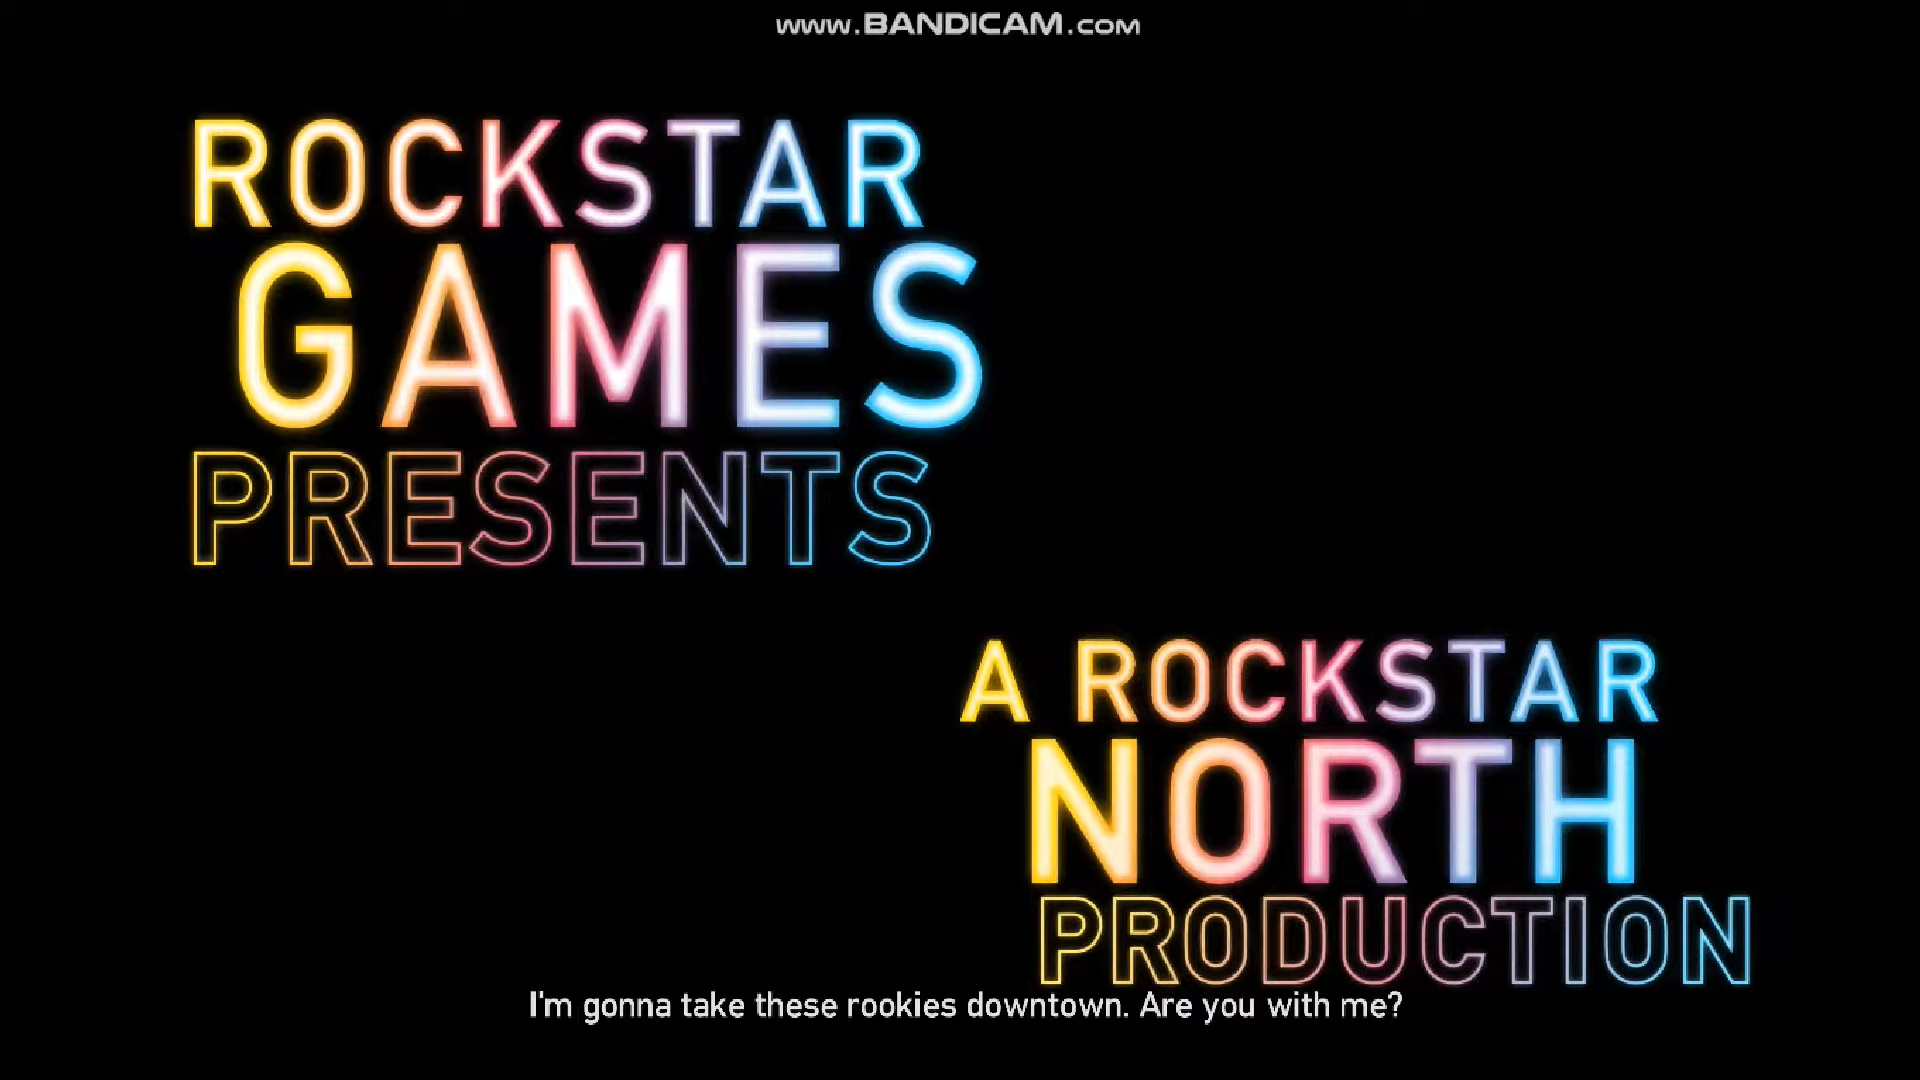 www.BANDICAM.com
ROCKSTAR
GAMES
PRESENTS
A ROCKSTAR
NORTH
PRODUCTION
I'm gonna take these rookies downtown. Are you with me?